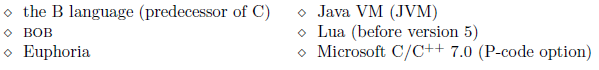 ⋄ the B language (predecessor of C)
⋄ BOB
⋄ Euphoria
⋄ Java VM (JVM)
⋄ Lua (before version 5)
⋄ Microsoft C/C++ 7.0 (P-code option)